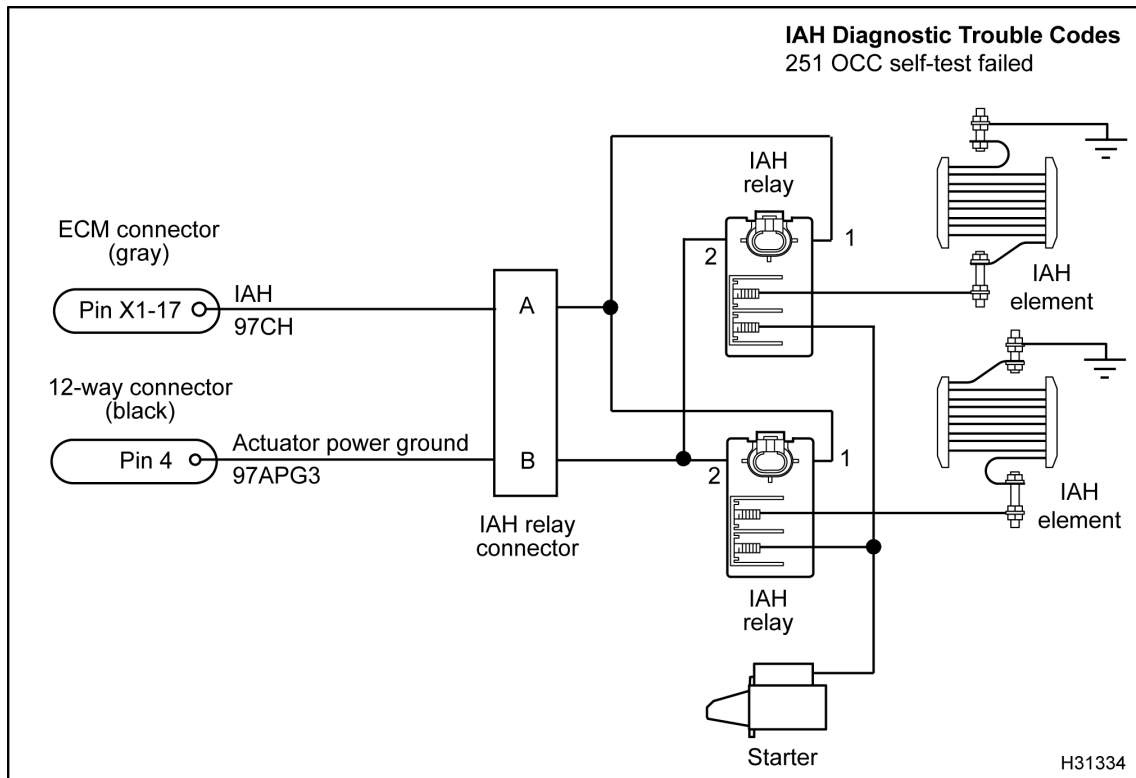 IAH Diagnostic Trouble Codes
251 OCC self-test failed
IAH
relay
1
2
IAH
element
ECM connector
(gray)
Pin X1-17
IAH
97CH
A
12-way connector
(black)
Pin 4
Actuator power ground
97APG3
B
IAH relay
connector
2
1
IAH
relay
IAH
element
Starter
H31334